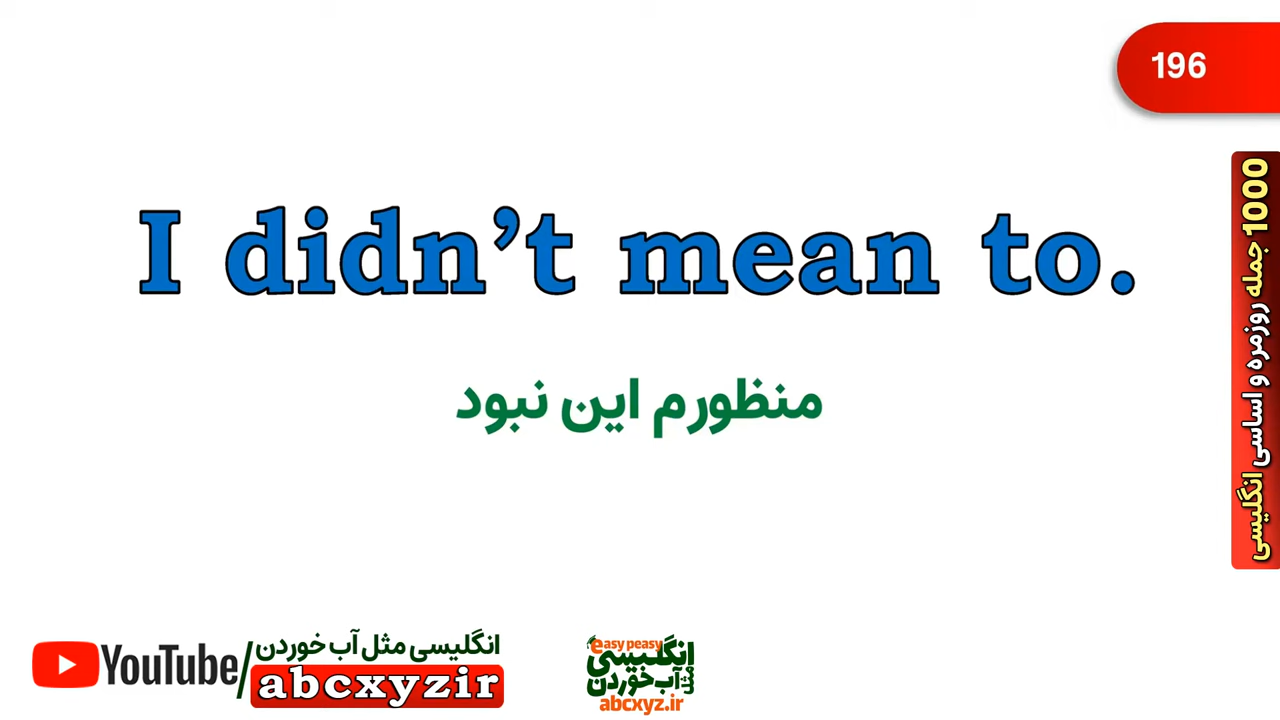 196
1000 جمله روزمره و اساسی انگلیسی
I didn’t mean to.
منظورم این نبود
YouTube/
انگلیسی مثل آب خوردن
abcxyzir
easy peasy
انگلیسی
مثل
آب خوردن
abcxyz.ir